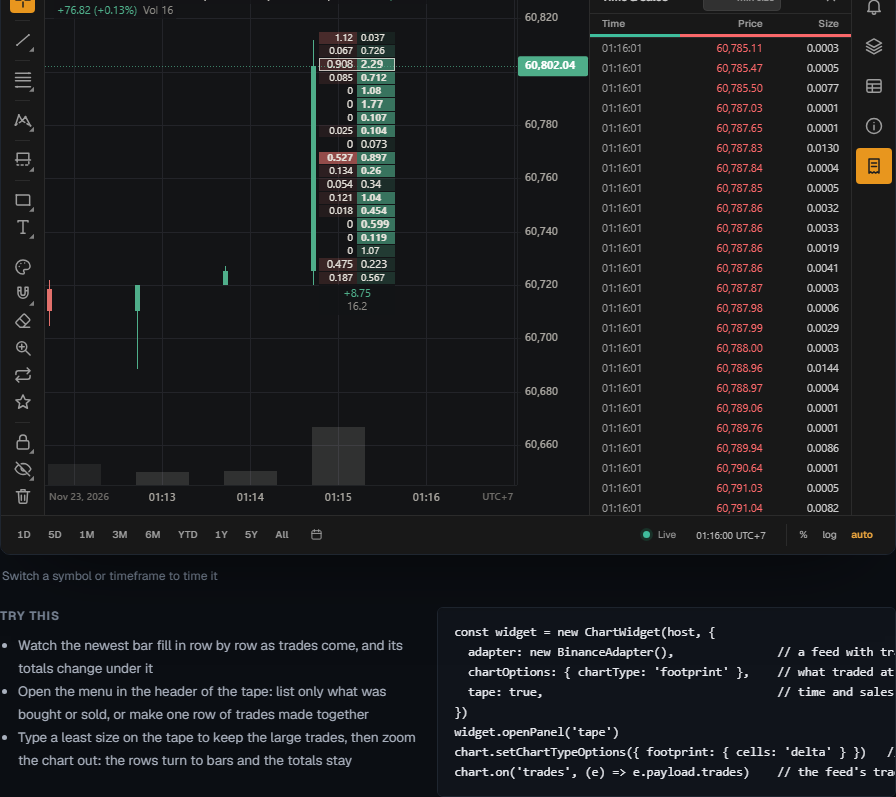 +76.82 (+0.13%) Vol 16
60,820
60,802.04
60,780
60,760
60,740
60,720
60,700
60,680
60,660
1.12 0.037
0.067 0.726
0.908 2.29
0.085 0.712
0 1.08
0 1.77
0 0.107
0.025 0.104
0 0.073
0.527 0.897
0.134 0.26
0.054 0.34
0.121 1.04
0.018 0.454
0 0.599
0 0.119
0 1.07
0.475 0.223
0.187 0.567
+8.75
16.2
Nov 23, 2026 01:13 01:14 01:15 01:16 UTC+7
Time Price Size
01:16:01 60,785.11 0.0003
01:16:01 60,785.47 0.0005
01:16:01 60,785.50 0.0077
01:16:01 60,787.03 0.0001
01:16:01 60,787.65 0.0001
01:16:01 60,787.83 0.0130
01:16:01 60,787.84 0.0004
01:16:01 60,787.85 0.0005
01:16:01 60,787.86 0.0032
01:16:01 60,787.86 0.0033
01:16:01 60,787.86 0.0019
01:16:01 60,787.86 0.0041
01:16:01 60,787.87 0.0003
01:16:01 60,787.98 0.0006
01:16:01 60,787.99 0.0029
01:16:01 60,788.00 0.0003
01:16:01 60,788.96 0.0144
01:16:01 60,788.97 0.0004
01:16:01 60,789.06 0.0001
01:16:01 60,789.76 0.0001
01:16:01 60,789.94 0.0086
01:16:01 60,790.64 0.0001
01:16:01 60,791.03 0.0005
01:16:01 60,791.04 0.0082
1D 5D 1M 3M 6M YTD 1Y 5Y All
Live 01:16:00 UTC+7 % log auto
Switch a symbol or timeframe to time it
TRY THIS
Watch the newest bar fill in row by row as trades come, and its
totals change under it
Open the menu in the header of the tape: list only what was
bought or sold, or make one row of trades made together
Type a least size on the tape to keep the large trades, then zoom
the chart out: the rows turn to bars and the totals stay
const widget = new ChartWidget(host, {
adapter: new BinanceAdapter(), // a feed with tr
chartOptions: { chartType: 'footprint' }, // what traded at
tape: true, // time and sales
})
widget.openPanel('tape')
chart.setChartTypeOptions({ footprint: { cells: 'delta' } }) //
chart.on('trades', (e) => e.payload.trades) // the feed's tra